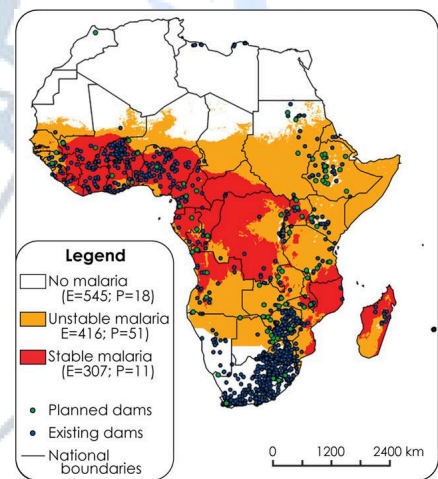 Legend
No malaria
(E=545; P=18)
Unstable malaria
E=416; P=51)
Stable malaria
(E=307; P=11)
Planned dams
Existing dams
National
boundaries
0 1200 2400 km